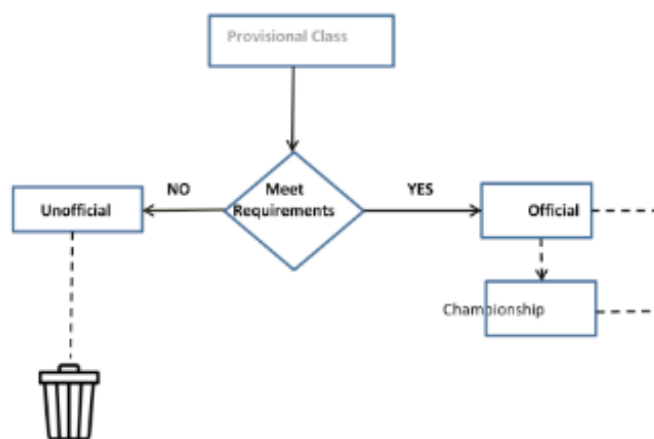 Provisional Class
NO
Meet
YES
Unofficial
Requirements
Official
Championship